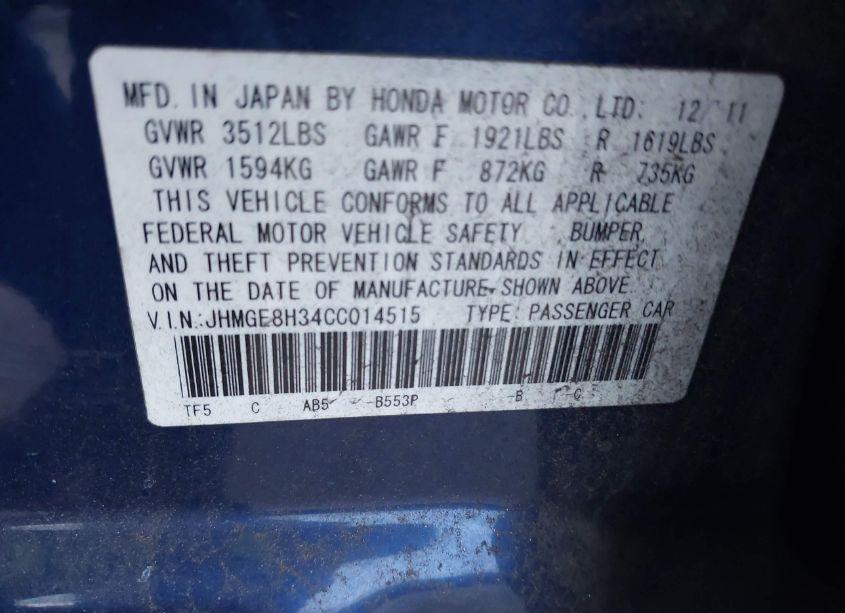 MFD. IN JAPAN BY HONDA MOTOR CO., LTD. 12/11
GVWR 3512LBS GAWR F 1921LBS R 1619LBS
GVWR 1594KG GAWR F 872KG R 735KG
THIS VEHICLE CONFORMS TO ALL APPLICABLE
FEDERAL MOTOR VEHICLE SAFETY BUMPER,
AND THEFT PREVENTION STANDARDS IN EFFECT
ON THE DATE OF MANUFACTURE SHOWN ABOVE.
V.I.N.:JHMGE8H34CC014515 TYPE:PASSENGER CAR
TF5 C AB5 -B553P -B -C